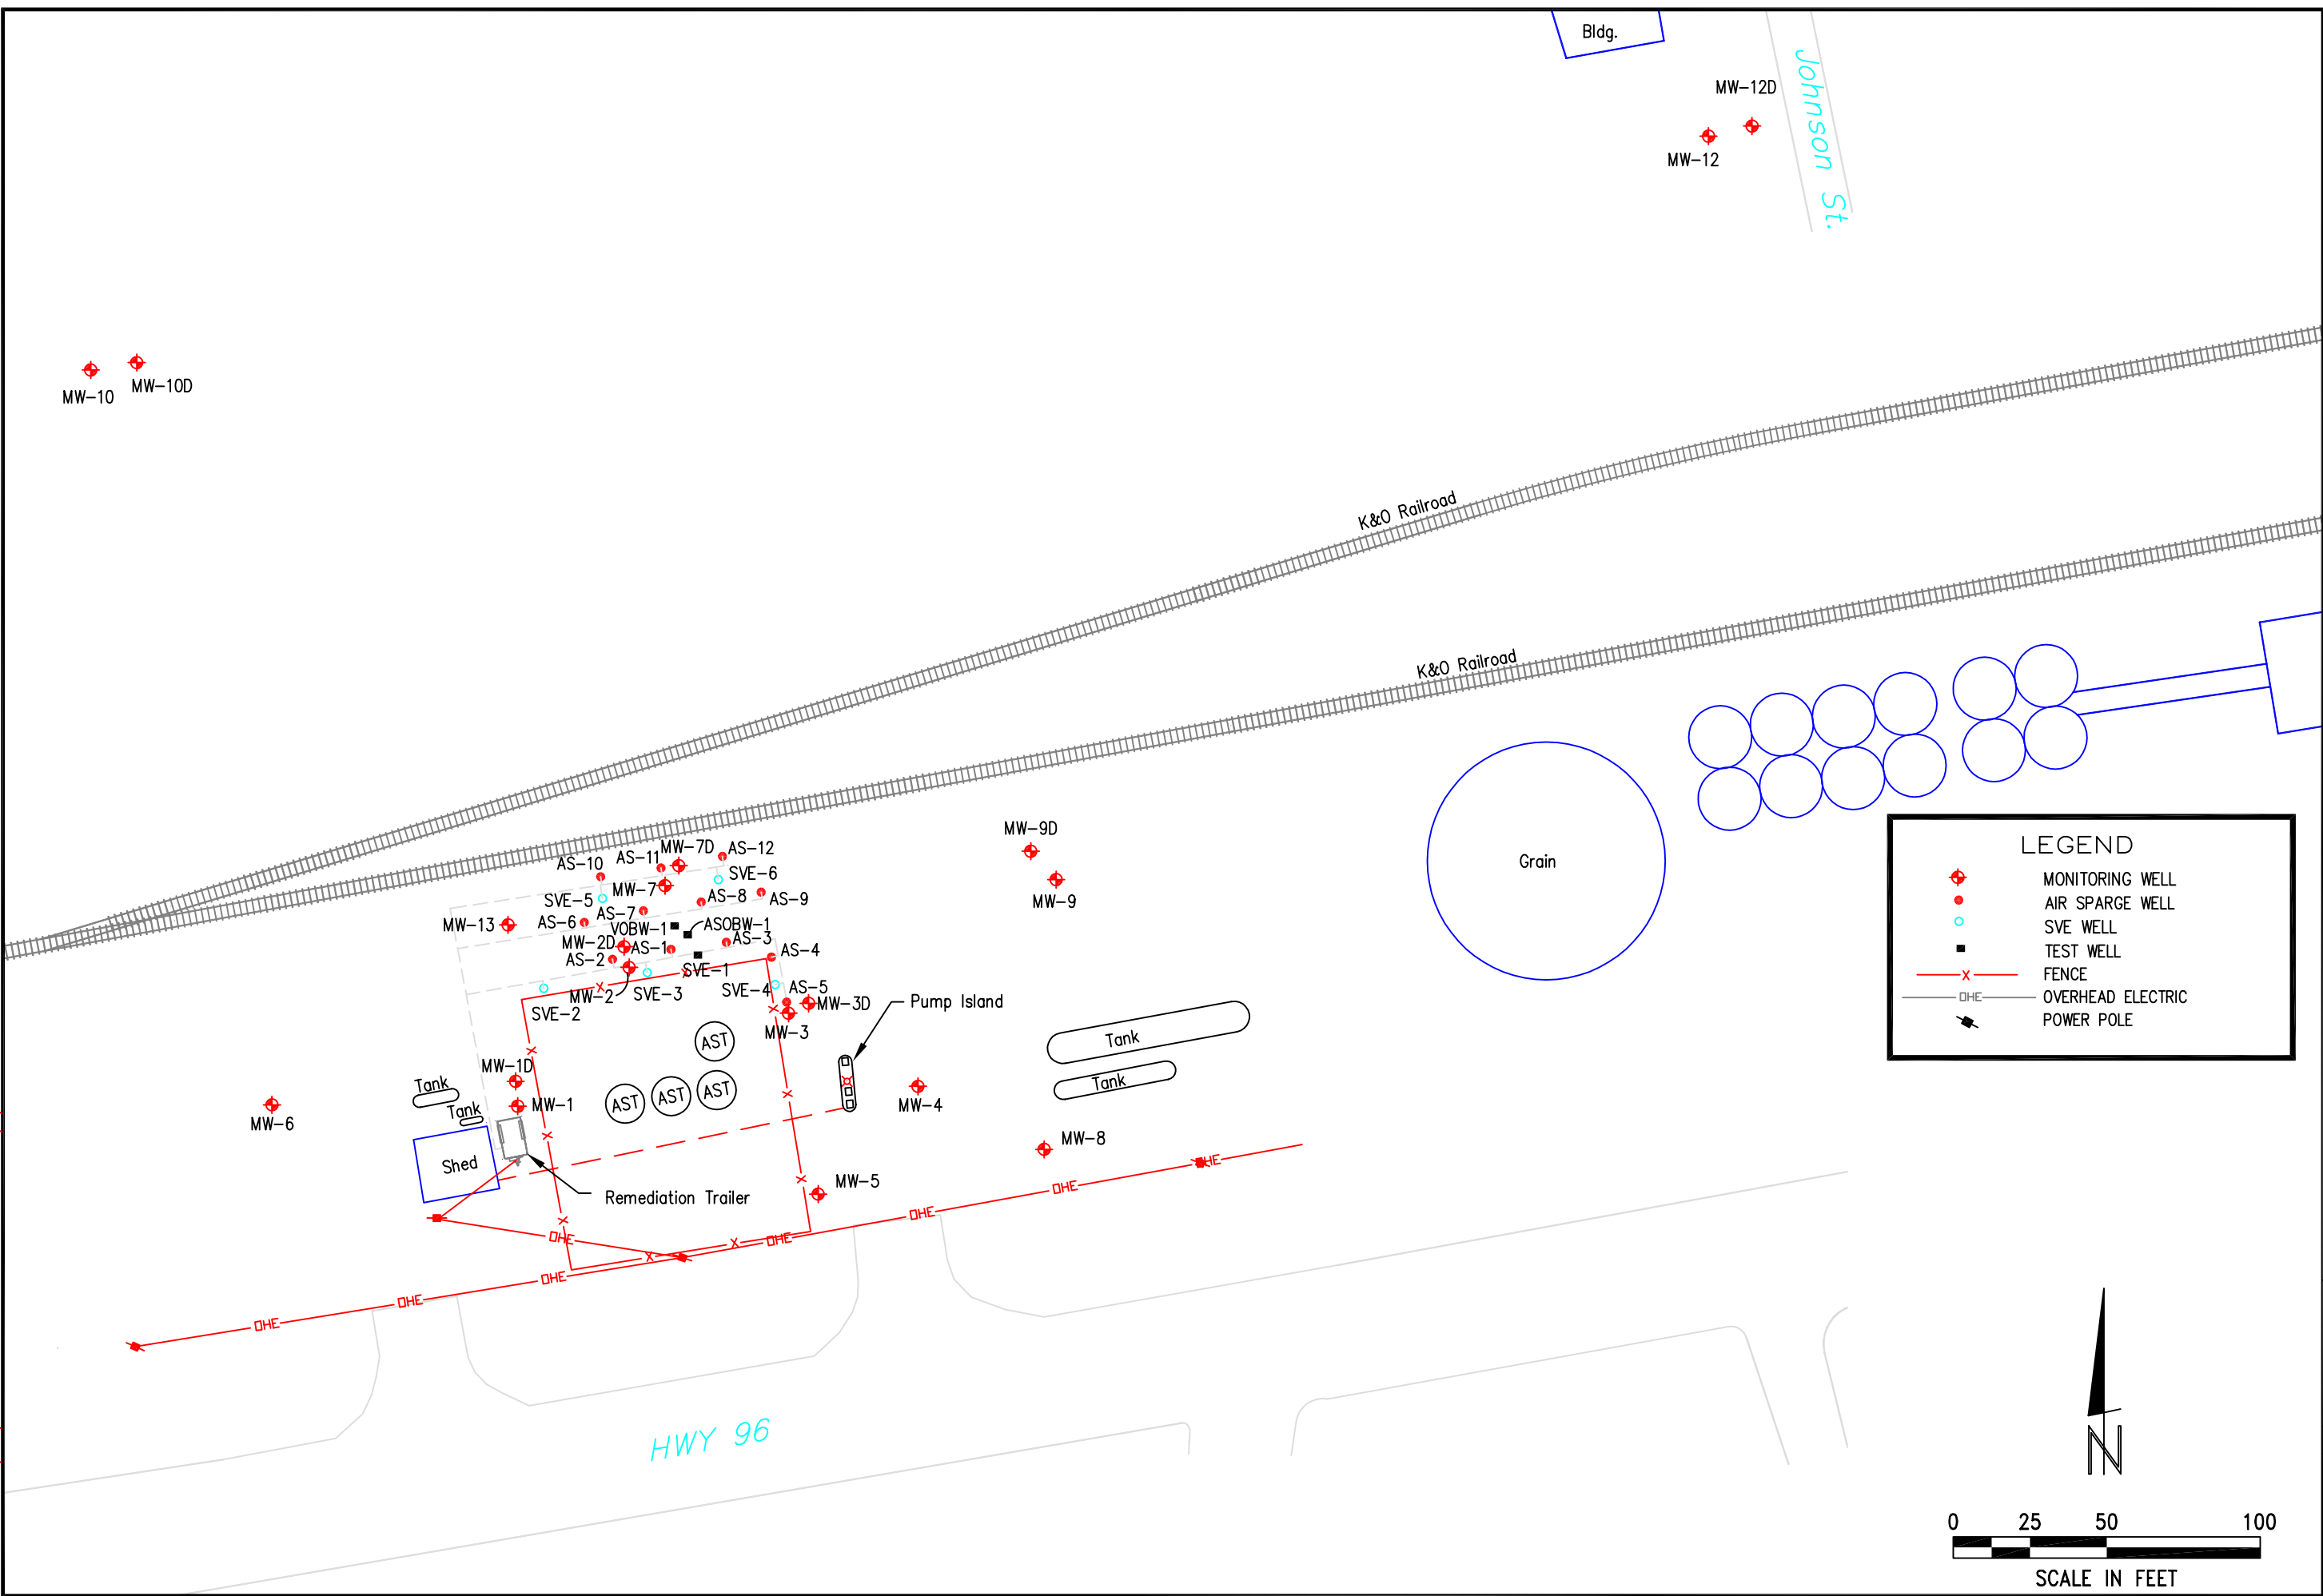 Bldg.
Johnson St.
MW-12D
MW-12
MW-10
MW-10D
K&O Railroad
K&O Railroad
Grain
MW-9D
MW-9
MW-7D
AS-12
AS-11
AS-10
SVE-6
MW-7
SVE-5
AS-9
AS-8
AS-7
AS-6
MW-13
VOBW-1
ASOBW-1
MW-2D
AS-1
AS-3
AS-2
AS-4
SVE-1
MW-2
SVE-3
SVE-4
AS-5
SVE-2
MW-3D
MW-3
Pump Island
Tank
Tank
AST
AST
AST
AST
MW-1D
MW-1
Tank
Tank
MW-6
MW-4
MW-8
Shed
MW-5
Remediation Trailer
OHE
OHE
OHE
OHE
OHE
OHE
OHE
OHE
HWY 96
LEGEND
MONITORING WELL
AIR SPARGE WELL
SVE WELL
TEST WELL
X FENCE
OHE OVERHEAD ELECTRIC
POWER POLE
N
0 25 50 100
SCALE IN FEET